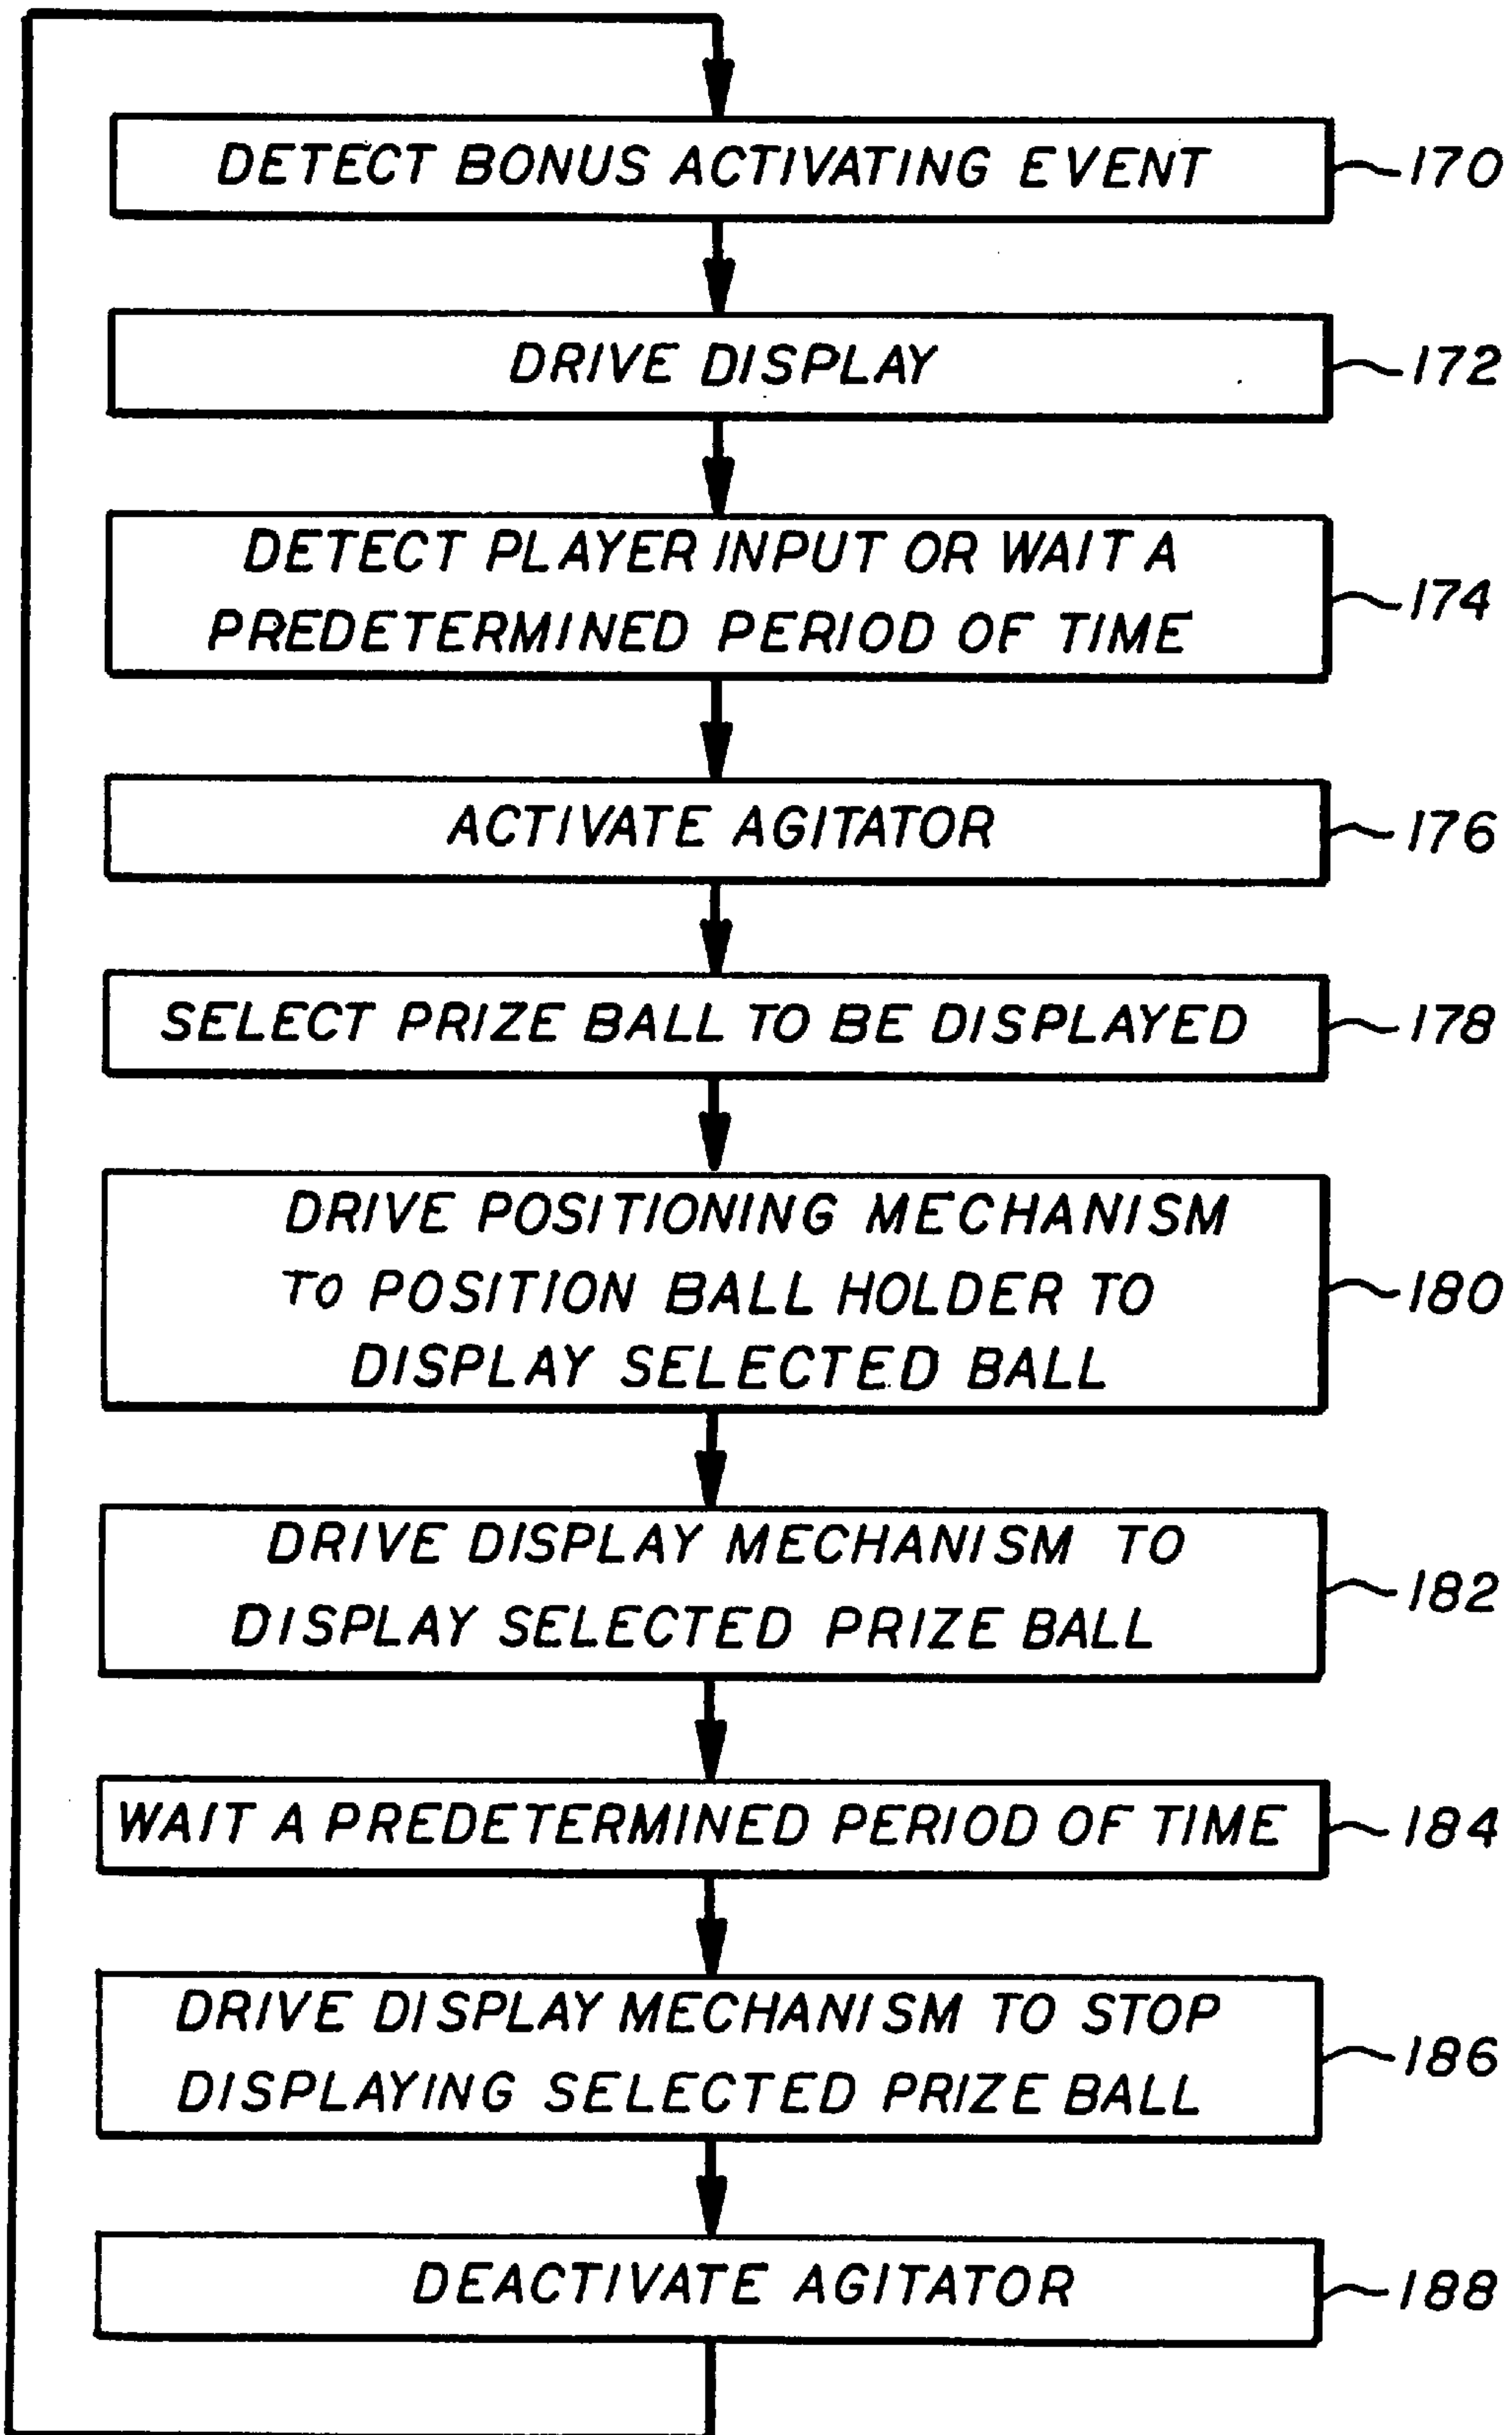 DETECT BONUS ACTIVATING EVENT
170
DRIVE DISPLAY
172
DETECT PLAYER INPUT OR WAIT A
PREDETERMINED PERIOD OF TIME
174
ACTIVATE AGITATOR
176
SELECT PRIZE BALL TO BE DISPLAYED
178
DRIVE POSITIONING MECHANISM
TO POSITION BALL HOLDER TO
DISPLAY SELECTED BALL
180
DRIVE DISPLAY MECHANISM TO
DISPLAY SELECTED PRIZE BALL
182
WAIT A PREDETERMINED PERIOD OF TIME
184
DRIVE DISPLAY MECHANISM TO STOP
DISPLAYING SELECTED PRIZE BALL
186
DEACTIVATE AGITATOR
188